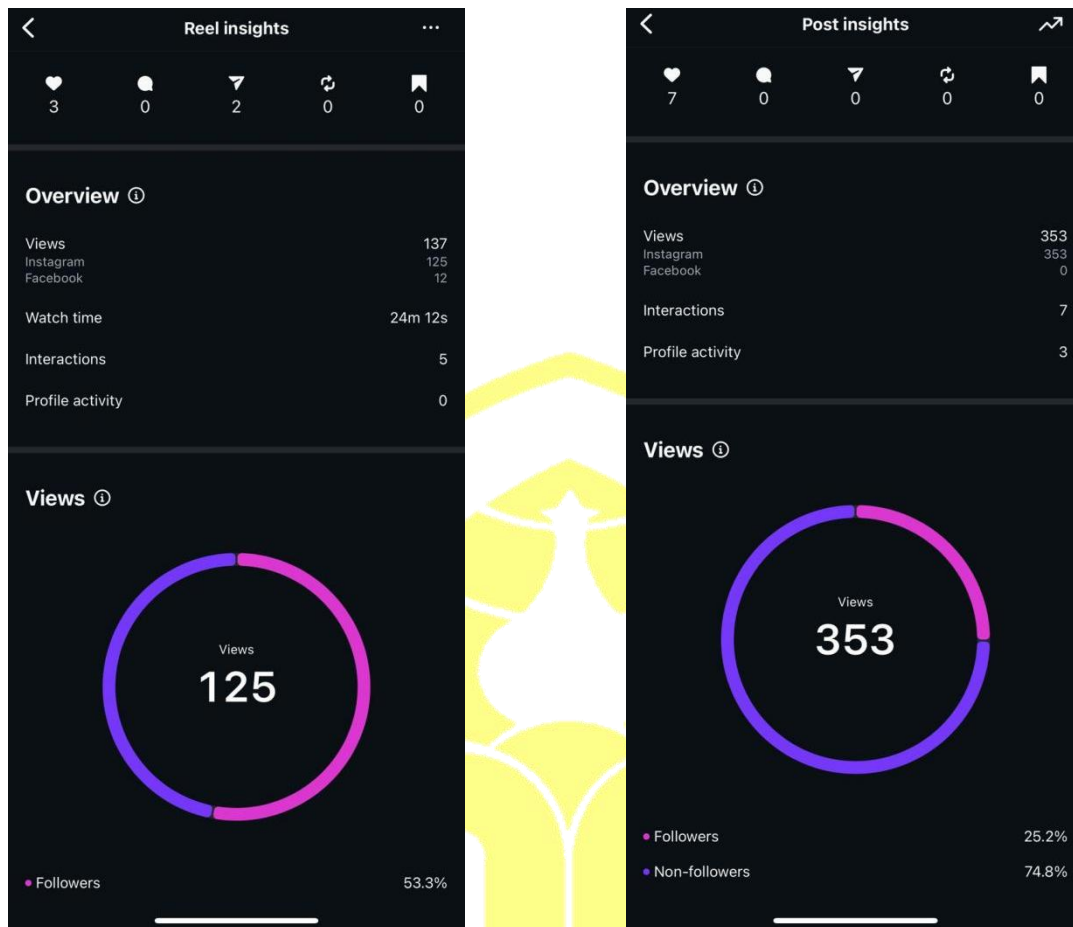 Reel insights
3 0 2 0 0
Overview
Views 137
Instagram 125
Facebook 12
Watch time 24m 12s
Interactions 5
Profile activity 0
Views
Views
125
Followers 53.3%
Post insights
7 0 0 0 0
Overview
Views 353
Instagram 353
Facebook 0
Interactions 7
Profile activity 3
Views
Views
353
Followers 25.2%
Non-followers 74.8%